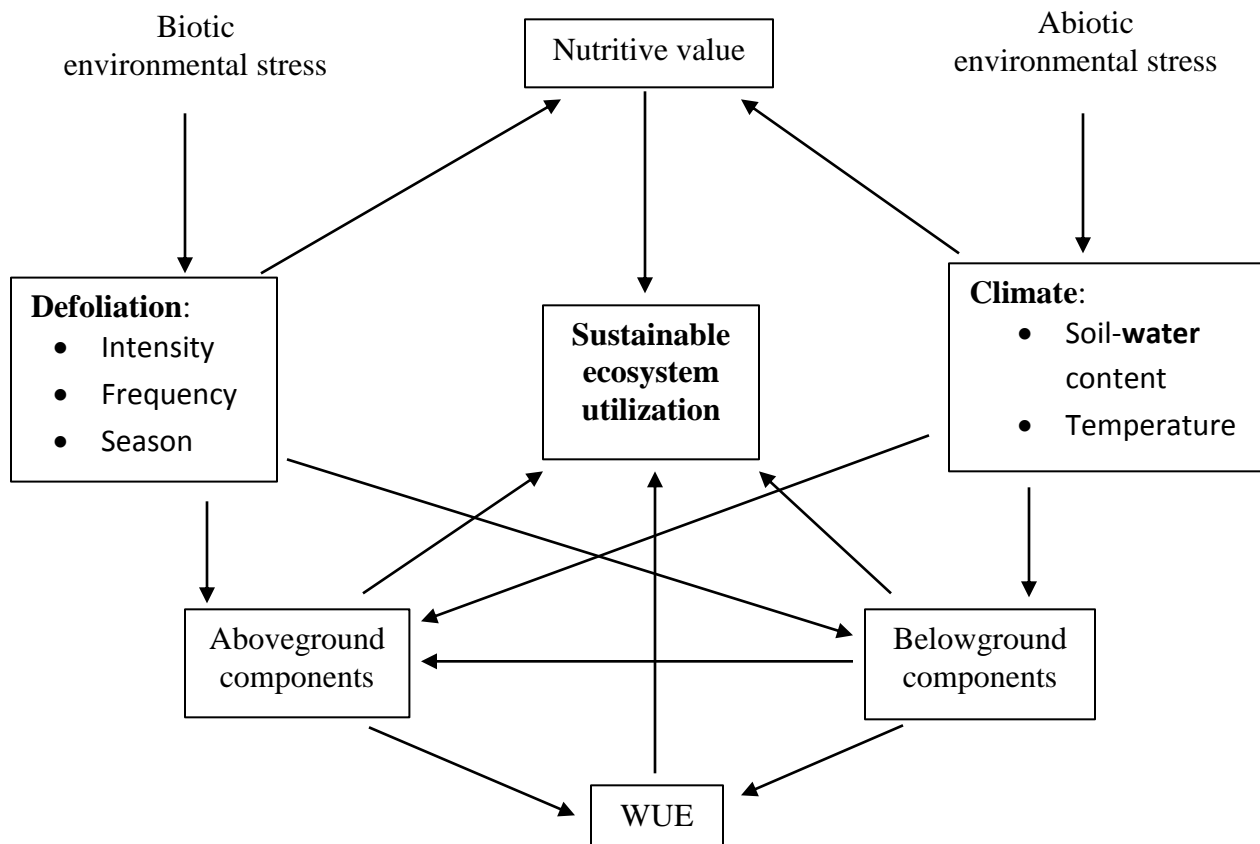 Biotic
environmental stress
Nutritive value
Abiotic
environmental stress
Defoliation:
• Intensity
• Frequency
• Season
Sustainable
ecosystem
utilization
Climate:
• Soil-water
content
• Temperature
Aboveground
components
Belowground
components
WUE